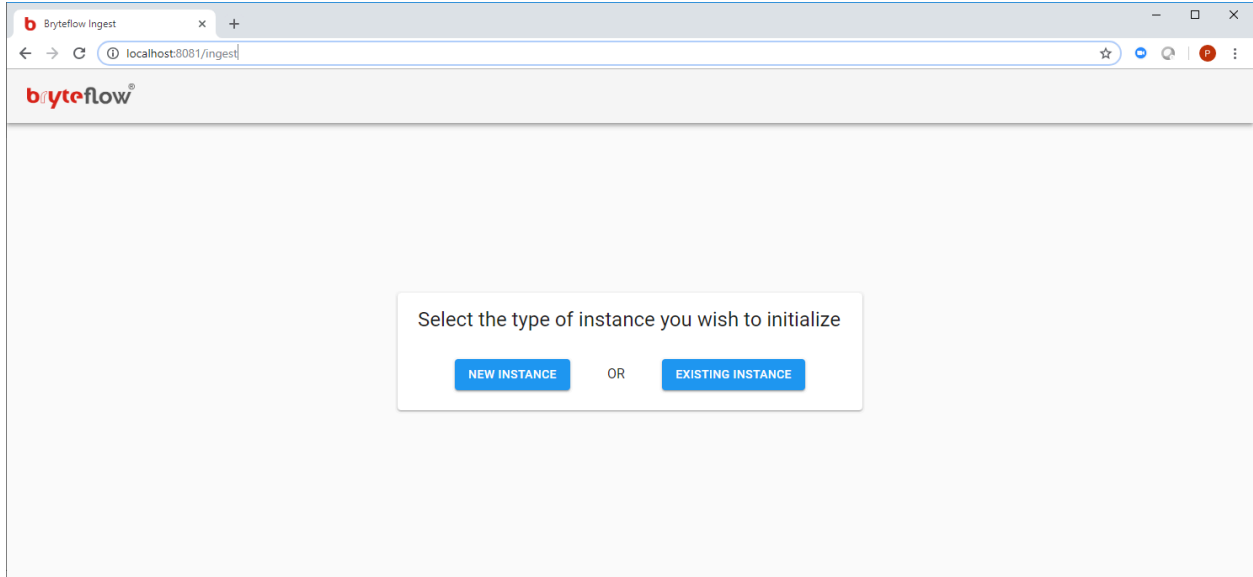 Bryteflow Ingest
localhost:8081/ingest
P
bryteflow®
Select the type of instance you wish to initialize
NEW INSTANCE OR EXISTING INSTANCE